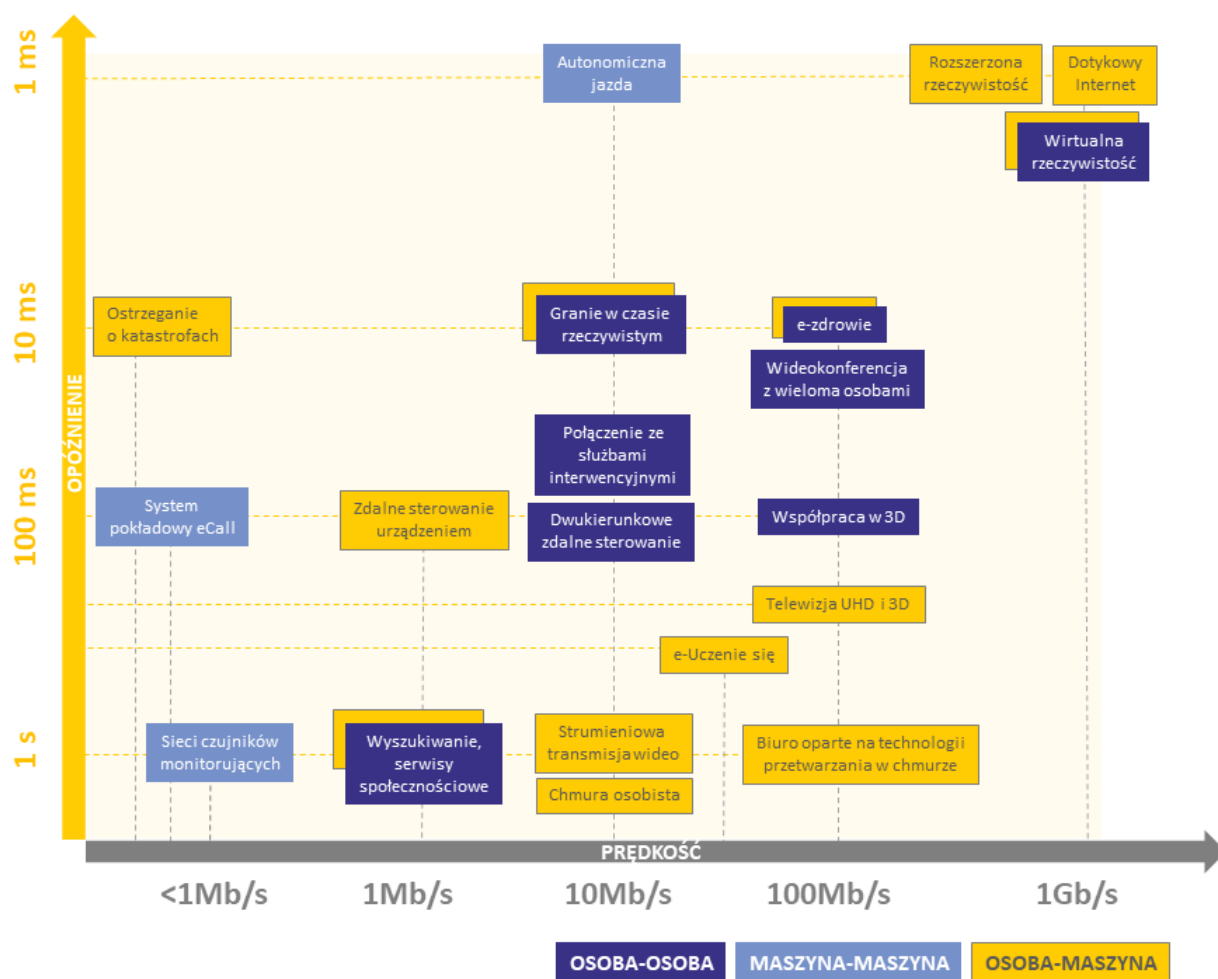 1 ms
Autonomiczna
jazda
Rozszerzona
rzeczywistość
Dotykowy
Internet
Wirtualna
rzeczywistość
10 ms
Ostrzeganie
o katastrofach
Granie w czasie
rzeczywistym
e-zdrowie
Wideokonferencja
z wieloma osobami
OPÓŹNIENIE
Połączenie ze
służbami
interwencyjnymi
100 ms
System
pokładowy eCall
Zdalne sterowanie
urządzeniem
Dwukierunkowe
zdalne sterowanie
Współpraca w 3D
Telewizja UHD i 3D
e-Uczenie się
1 s
Sieci czujników
monitorujących
Wyszukiwanie,
serwisy
społecznościowe
Strumieniowa
transmisja wideo
Chmura osobista
Biuro oparte na technologii
przetwarzania w chmurze
PRĘDKOŚĆ
<1Mb/s
1Mb/s
10Mb/s
100Mb/s
1Gb/s
OSOBA-OSOBA
MASZYNA-MASZYNA
OSOBA-MASZYNA